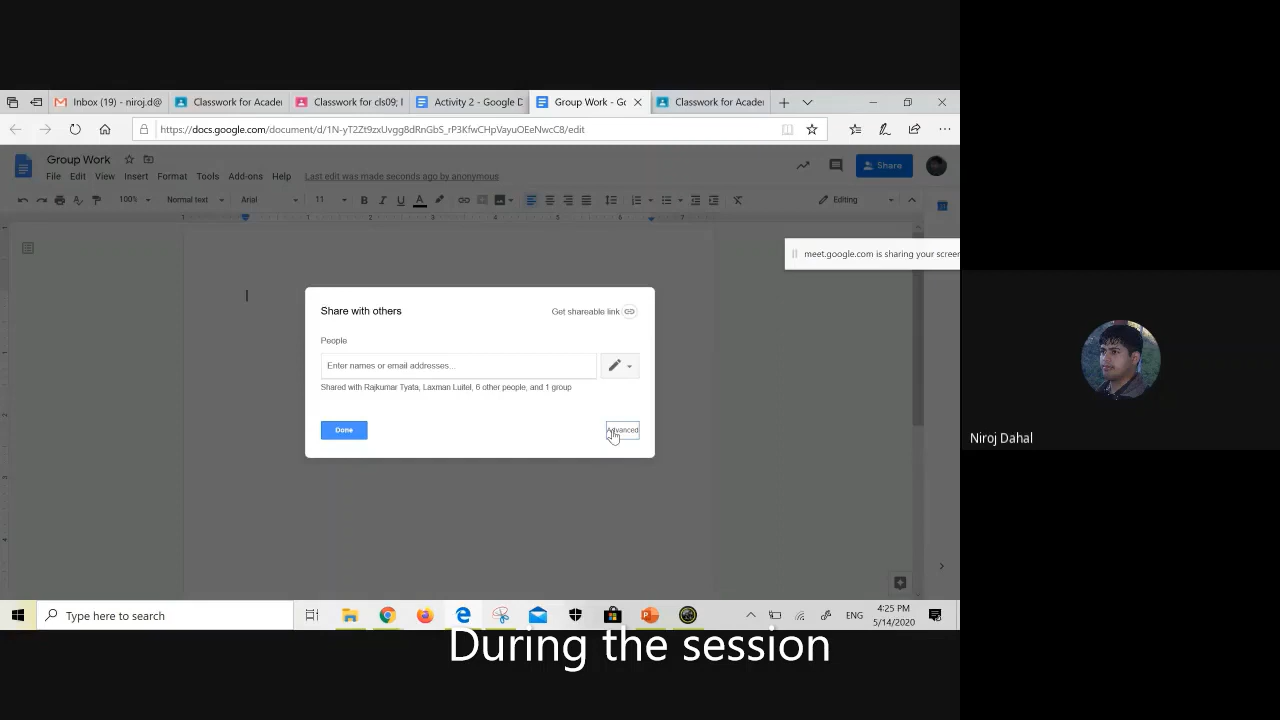 Inbox (19) - niroj.d@
Classwork for Acader
Classwork for cls09; I
Activity 2 - Google D
Group Work - Go
Classwork for Acader
https://docs.google.com/document/d/1N-yT2Zt9zxUvgg8dRnGbS_rP3KfwCHpVayuOEeNwcC8/edit
Group Work
Share
File Edit View Insert Format Tools Add-ons Help Last edit was made seconds ago by anonymous
100% Normal text Arial 11 Editing
meet.google.com is sharing your screen
Share with others
Get shareable link
People
Enter names or email addresses...
Shared with Rajkumar Tyata, Laxman Luitel, 6 other people, and 1 group
Done
Advanced
Niroj Dahal
Type here to search
ENG
4:25 PM
5/14/2020
During the session